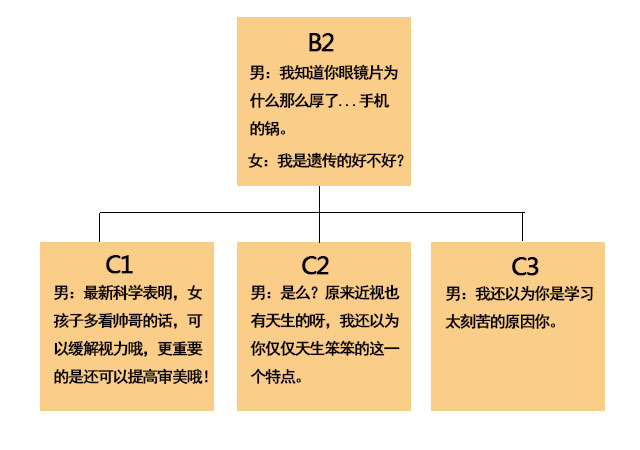 B2
男：我知道你眼镜片为
什么那么厚了...手机
的锅。
女：我是遗传的好不好？
C1
男：最新科学表明，女
孩子多看帅哥的话，可
以缓解视力哦，更重要
的是还可以提高审美哦！
C2
男：是么？原来近视也
有天生的呀，我还以为
你仅仅天生笨笨的这一
个特点。
C3
男：我还以为你是学习
太刻苦的原因你。